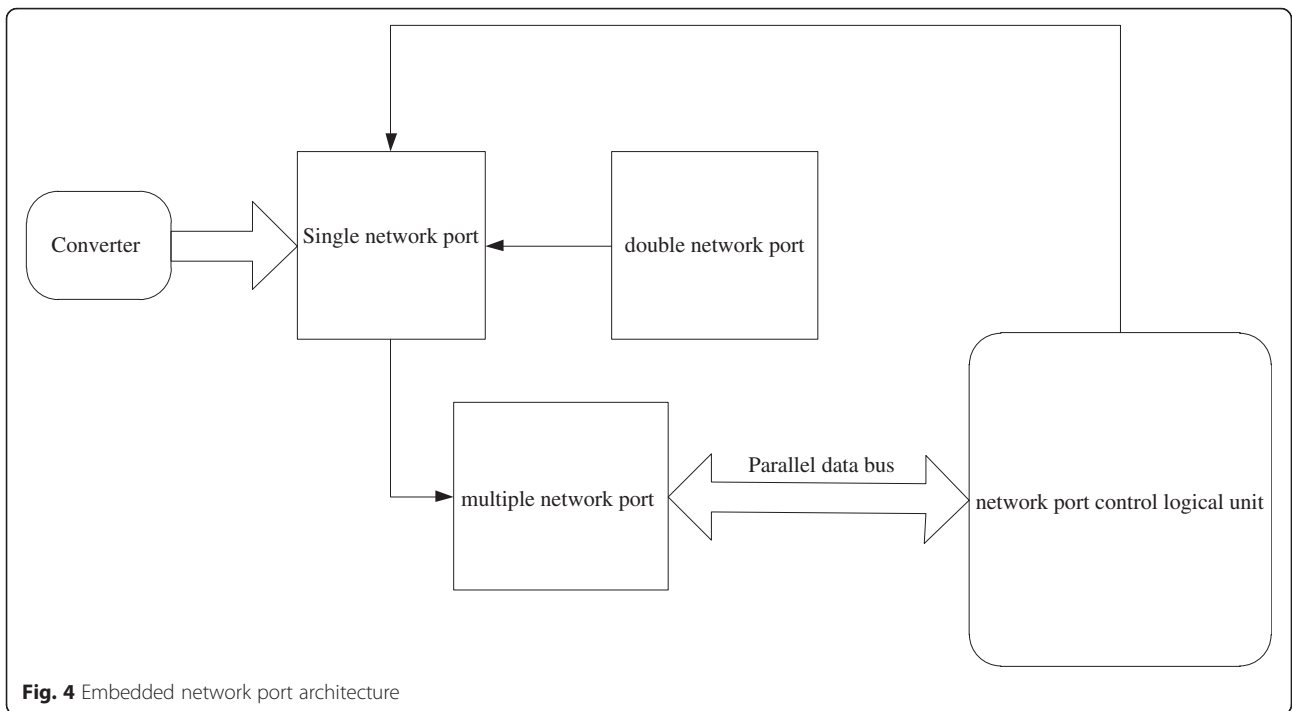 Converter
Single network port
double network port
multiple network port
Parallel data bus
network port control logical unit
Fig. 4 Embedded network port architecture